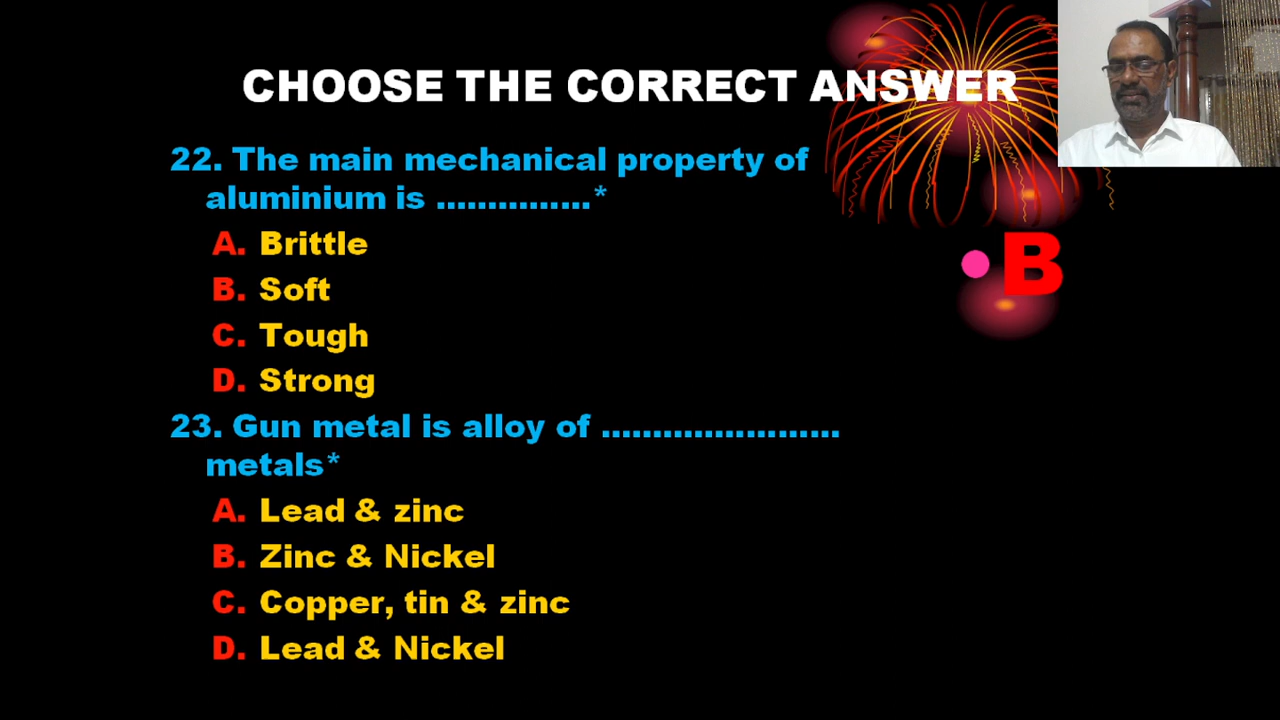 CHOOSE THE CORRECT ANSWER
22. The main mechanical property of
aluminium is ...............*
A. Brittle
B. Soft
C. Tough
D. Strong
• B
23. Gun metal is alloy of .......................
metals*
A. Lead & zinc
B. Zinc & Nickel
C. Copper, tin & zinc
D. Lead & Nickel